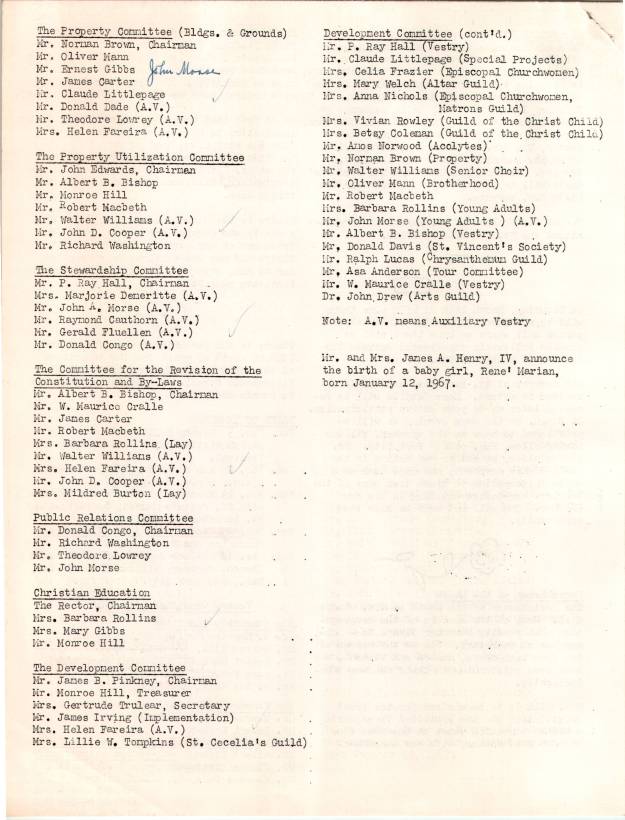 The Property Committee (Bldgs. & Grounds)
Mr. Norman Brown, Chairman
Mr. Oliver Mann
Mr. Ernest Gibbs John Morse
Mr. James Carter
Mr. Claude Littlepage
Mr. Donald Dade (A.V.)
Mr. Theodore Lowrey (A.V.)
Mrs. Helen Fareira (A.V.)
The Property Utilization Committee
Mr. John Edwards, Chairman
Mr. Albert B. Bishop
Mr. Monroe Hill
Mr. Robert Macbeth
Mr. Walter Williams (A.V.)
Mr. John D. Cooper (A.V.)
Mr. Richard Washington
The Stewardship Committee
Mr. P. Ray Hall, Chairman
Mrs. Marjorie Demeritte (A.V.)
Mr. John A. Morse (A.V.)
Mr. Raymond Cauthorn (A.V.)
Mr. Gerald Fluellen (A.V.)
Mr. Donald Congo (A.V.)
The Committee for the Revision of the
Constitution and By-Laws
Mr. Albert B. Bishop, Chairman
Mr. W. Maurice Cralle
Mr. James Carter
Mr. Robert Macbeth
Mrs. Barbara Rollins (Lay)
Mr. Walter Williams (A.V.)
Mrs. Helen Fareira (A.V.)
Mr. John D. Cooper (A.V.)
Mrs. Mildred Burton (Lay)
Public Relations Committee
Mr. Donald Congo, Chairman
Mr. Richard Washington
Mr. Theodore Lowrey
Mr. John Morse
Christian Education
The Rector, Chairman
Mrs. Barbara Rollins
Mrs. Mary Gibbs
Mr. Monroe Hill
The Development Committee
Mr. James B. Pinkney, Chairman
Mr. Monroe Hill, Treasurer
Mrs. Gertrude Trulear, Secretary
Mr. James Irving (Implementation)
Mrs. Helen Fareira (A.V.)
Mrs. Lillie W. Tompkins (St. Cecelia's Guild)
Development Committee (cont'd.)
Mr. P. Ray Hall (Vestry)
Mr. Claude Littlepage (Special Projects)
Mrs. Celia Frazier (Episcopal Churchwomen)
Mrs. Mary Welch (Altar Guild)
Mrs. Anna Nichols (Episcopal Churchwomen,
Matrons Guild)
Mrs. Vivian Rowley (Guild of the Christ Child)
Mrs. Betsy Coleman (Guild of the Christ Child)
Mr. Amos Norwood (Acolytes)
Mr. Norman Brown (Property)
Mr. Walter Williams (Senior Choir)
Mr. Oliver Mann (Brotherhood)
Mr. Robert Macbeth
Mrs. Barbara Rollins (Young Adults)
Mr. John Morse (Young Adults ) (A.V.)
Mr. Albert B. Bishop (Vestry)
Mr. Donald Davis (St. Vincent's Society)
Mr. Ralph Lucas (Chrysanthemum Guild)
Mr. Asa Anderson (Tour Committee)
Mr. W. Maurice Cralle (Vestry)
Dr. John Drew (Arts Guild)
Note: A.V. means Auxiliary Vestry
Mr. and Mrs. James A. Henry, IV, announce
the birth of a baby girl, Rene' Marian,
born January 12, 1967.